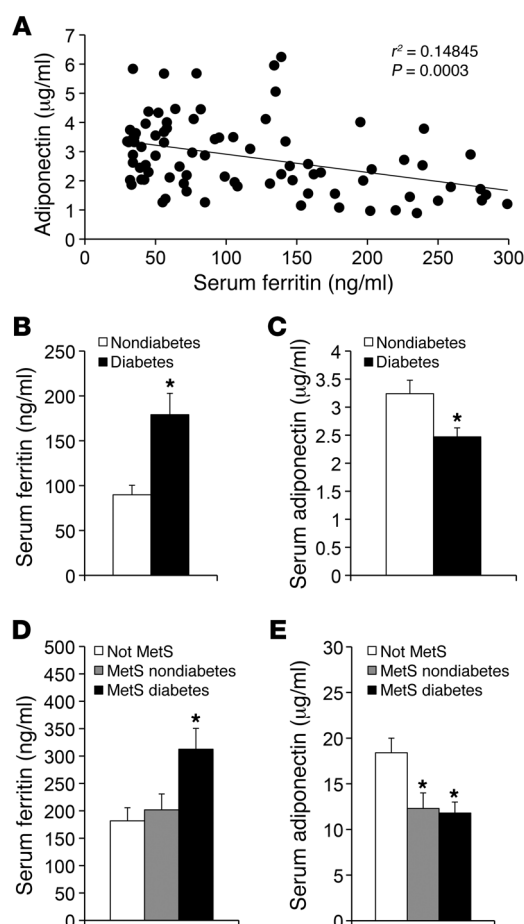 A
r² = 0.14845
P = 0.0003
Adiponectin (µg/ml)
7
6
5
4
3
2
1
0
0 50 100 150 200 250 300
Serum ferritin (ng/ml)
B
Nondiabetes
Diabetes
Serum ferritin (ng/ml)
250
200
150
100
50
0
*
C
Nondiabetes
Diabetes
Serum adiponectin (µg/ml)
4
3.5
3
2.5
2
1.5
1
0.5
0
*
D
Not MetS
MetS nondiabetes
MetS diabetes
Serum ferritin (ng/ml)
500
450
400
350
300
250
200
150
100
50
0
*
E
Not MetS
MetS nondiabetes
MetS diabetes
Serum adiponectin (µg/ml)
30
25
20
15
10
5
0
* *